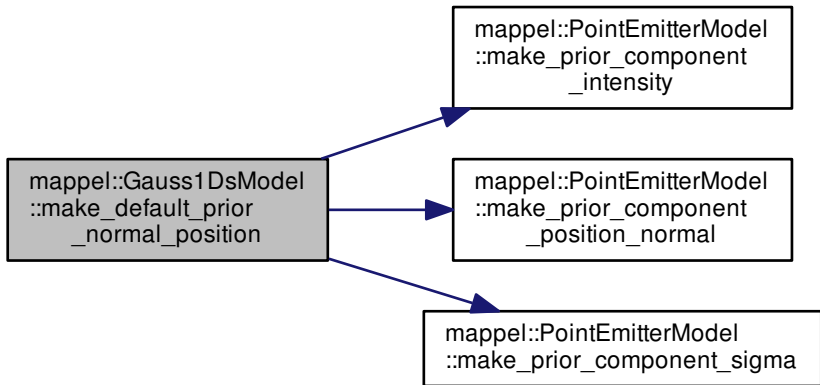 mappel::PointEmitterModel
::make_prior_component
_intensity
mappel::Gauss1DsModel
::make_default_prior
_normal_position
mappel::PointEmitterModel
::make_prior_component
_position_normal
mappel::PointEmitterModel
::make_prior_component_sigma